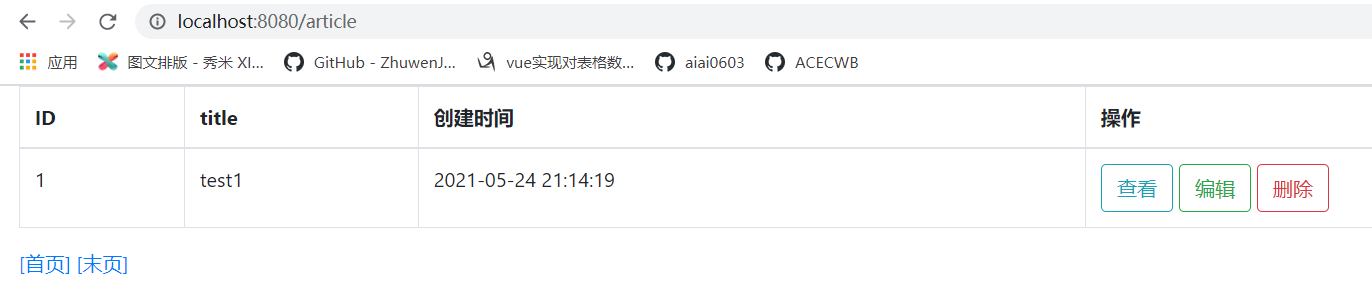 localhost:8080/article
应用 图文排版 - 秀米 XI... GitHub - ZhuwenJ... vue实现对表格数... aiai0603 ACECWB
ID title 创建时间 操作
1 test1 2021-05-24 21:14:19 查看 编辑 删除
[首页] [末页]